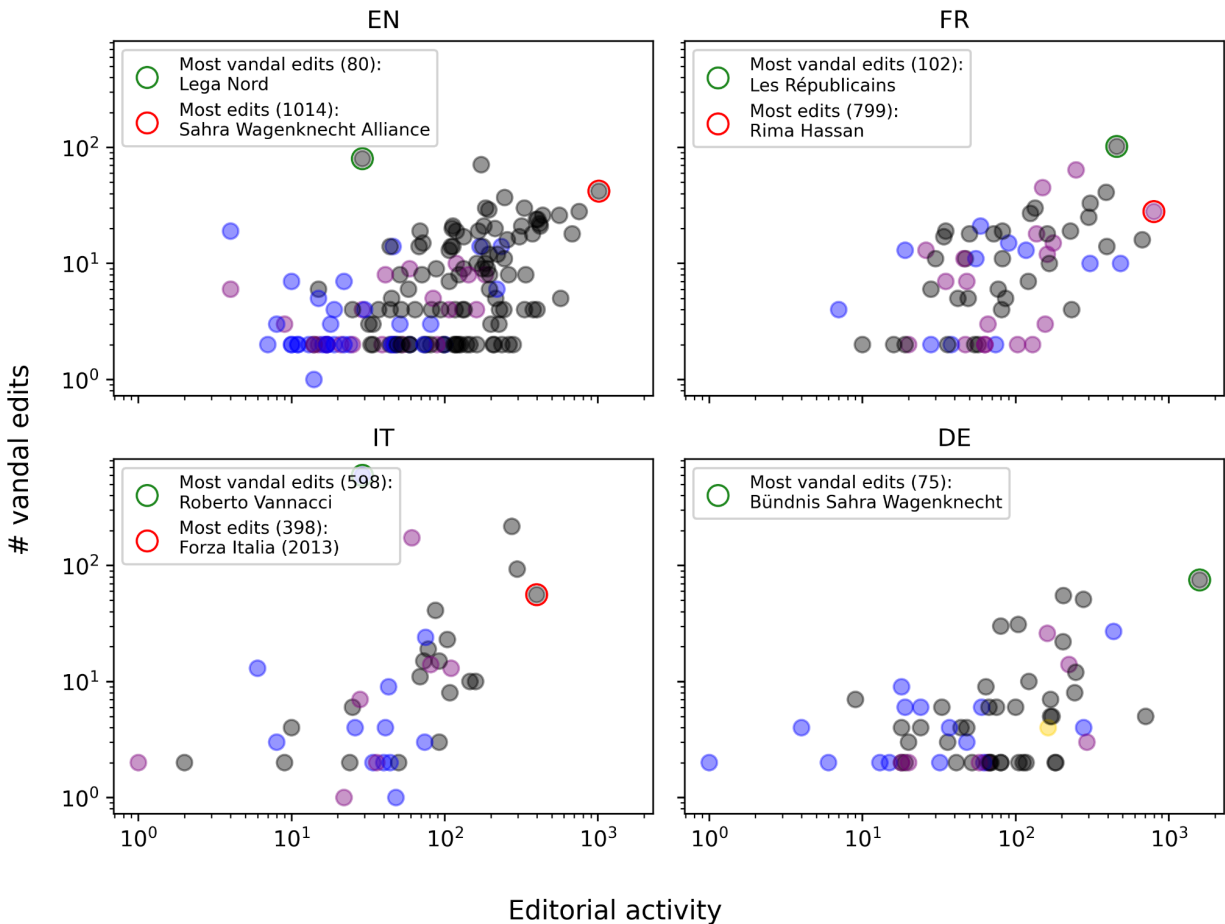 EN
FR
Most vandal edits (80):
Lega Nord
Most edits (1014):
Sahra Wagenknecht Alliance
Most vandal edits (102):
Les Républicains
Most edits (799):
Rima Hassan
10²
10¹
10⁰
IT
DE
Most vandal edits (598):
Roberto Vannacci
Most edits (398):
Forza Italia (2013)
Most vandal edits (75):
Bündnis Sahra Wagenknecht
10²
10¹
10⁰
10⁰ 10¹ 10² 10³
10⁰ 10¹ 10² 10³
# vandal edits
Editorial activity